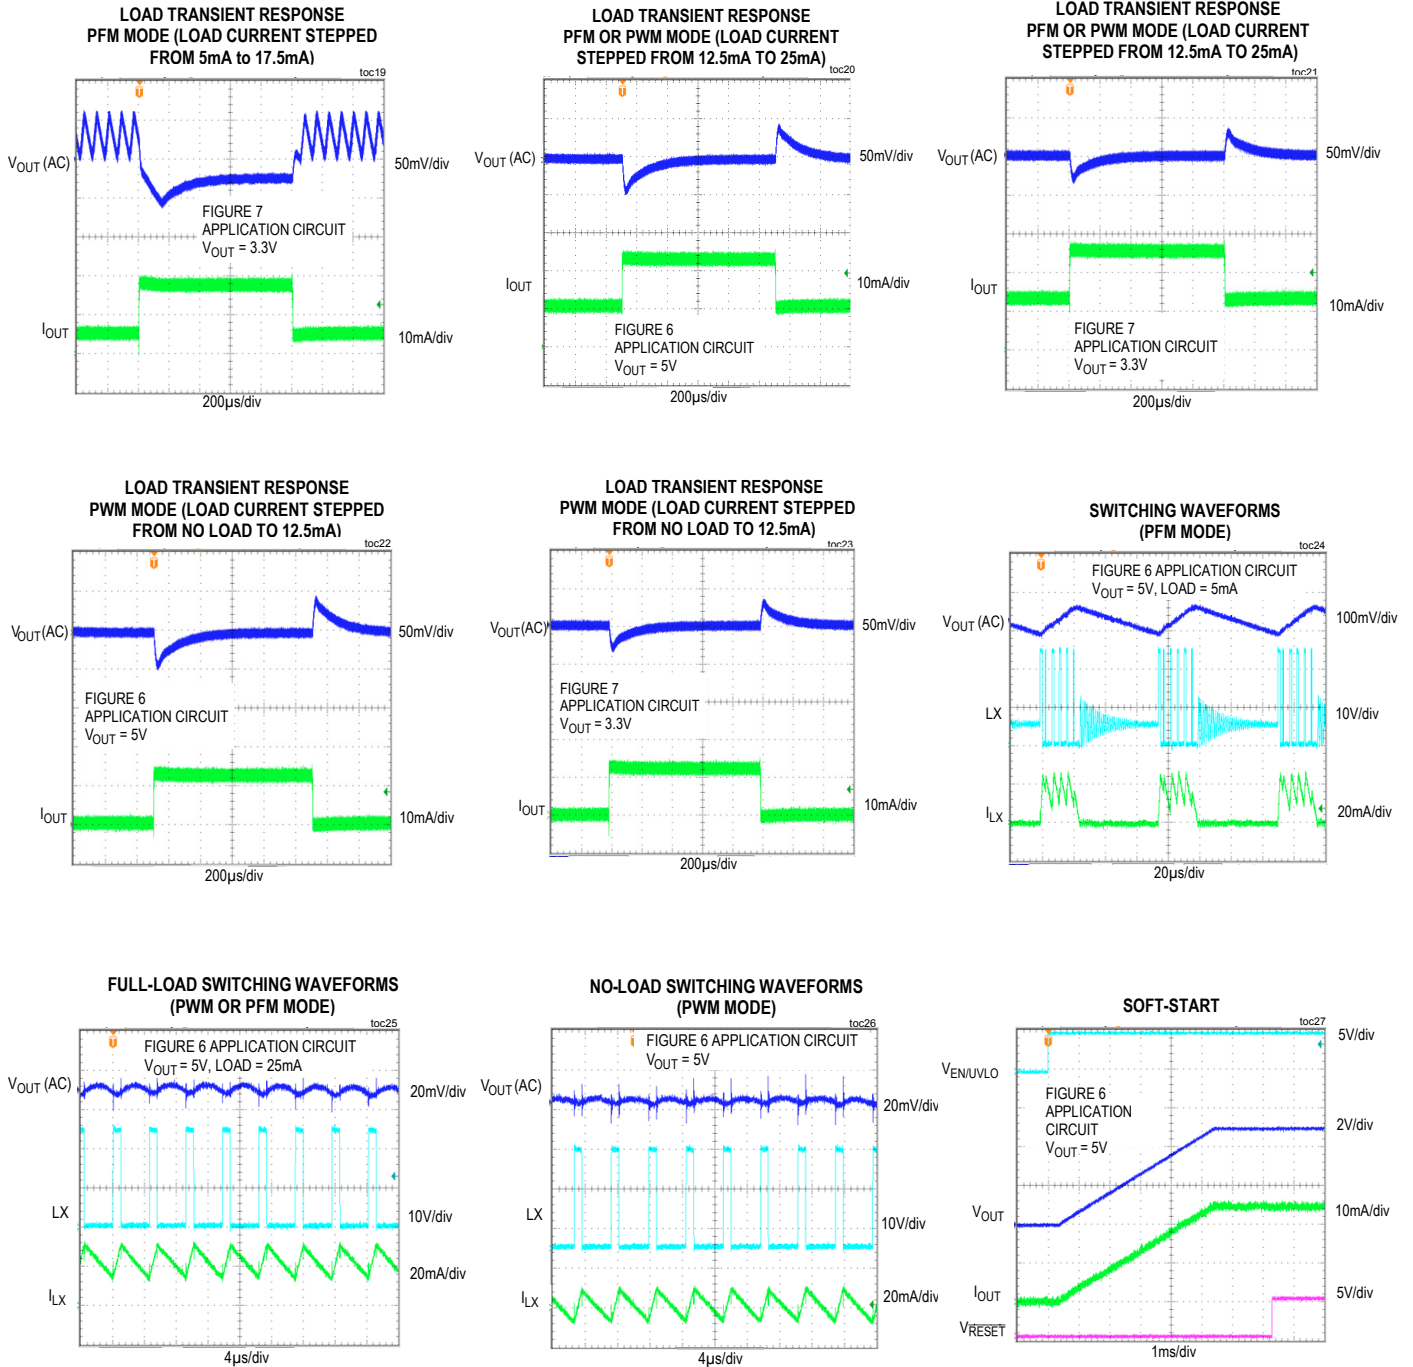 LOAD TRANSIENT RESPONSE
PFM MODE (LOAD CURRENT STEPPED
FROM 5mA to 17.5mA)
toc19
T
VOUT (AC)
50mV/div
FIGURE 7
APPLICATION CIRCUIT
VOUT = 3.3V
IOUT
10mA/div
200µs/div
LOAD TRANSIENT RESPONSE
PFM OR PWM MODE (LOAD CURRENT
STEPPED FROM 12.5mA TO 25mA)
toc20
T
VOUT (AC)
50mV/div
IOUT
10mA/div
FIGURE 6
APPLICATION CIRCUIT
VOUT = 5V
200µs/div
LOAD TRANSIENT RESPONSE
PFM OR PWM MODE (LOAD CURRENT
STEPPED FROM 12.5mA TO 25mA)
toc21
T
VOUT (AC)
50mV/div
IOUT
10mA/div
FIGURE 7
APPLICATION CIRCUIT
VOUT = 3.3V
200µs/div
LOAD TRANSIENT RESPONSE
PWM MODE (LOAD CURRENT STEPPED
FROM NO LOAD TO 12.5mA)
toc22
T
VOUT (AC)
50mV/div
FIGURE 6
APPLICATION CIRCUIT
VOUT = 5V
IOUT
10mA/div
200µs/div
LOAD TRANSIENT RESPONSE
PWM MODE (LOAD CURRENT STEPPED
FROM NO LOAD TO 12.5mA)
toc23
T
VOUT (AC)
50mV/div
FIGURE 7
APPLICATION CIRCUIT
VOUT = 3.3V
IOUT
10mA/div
200µs/div
SWITCHING WAVEFORMS
(PFM MODE)
toc24
T
FIGURE 6 APPLICATION CIRCUIT
VOUT = 5V, LOAD = 5mA
VOUT (AC)
100mV/div
LX
10V/div
ILX
20mA/div
20µs/div
FULL-LOAD SWITCHING WAVEFORMS
(PWM OR PFM MODE)
toc25
T
FIGURE 6 APPLICATION CIRCUIT
VOUT = 5V, LOAD = 25mA
VOUT (AC)
20mV/div
LX
10V/div
20mA/div
ILX
4µs/div
NO-LOAD SWITCHING WAVEFORMS
(PWM MODE)
toc26
FIGURE 6 APPLICATION CIRCUIT
VOUT = 5V
VOUT (AC)
20mV/div
LX
10V/div
ILX
20mA/div
4µs/div
SOFT-START
toc27
T
5V/div
VEN/UVLO
FIGURE 6
APPLICATION
CIRCUIT
VOUT = 5V
2V/div
VOUT
10mA/div
IOUT
5V/div
VRESET
1ms/div